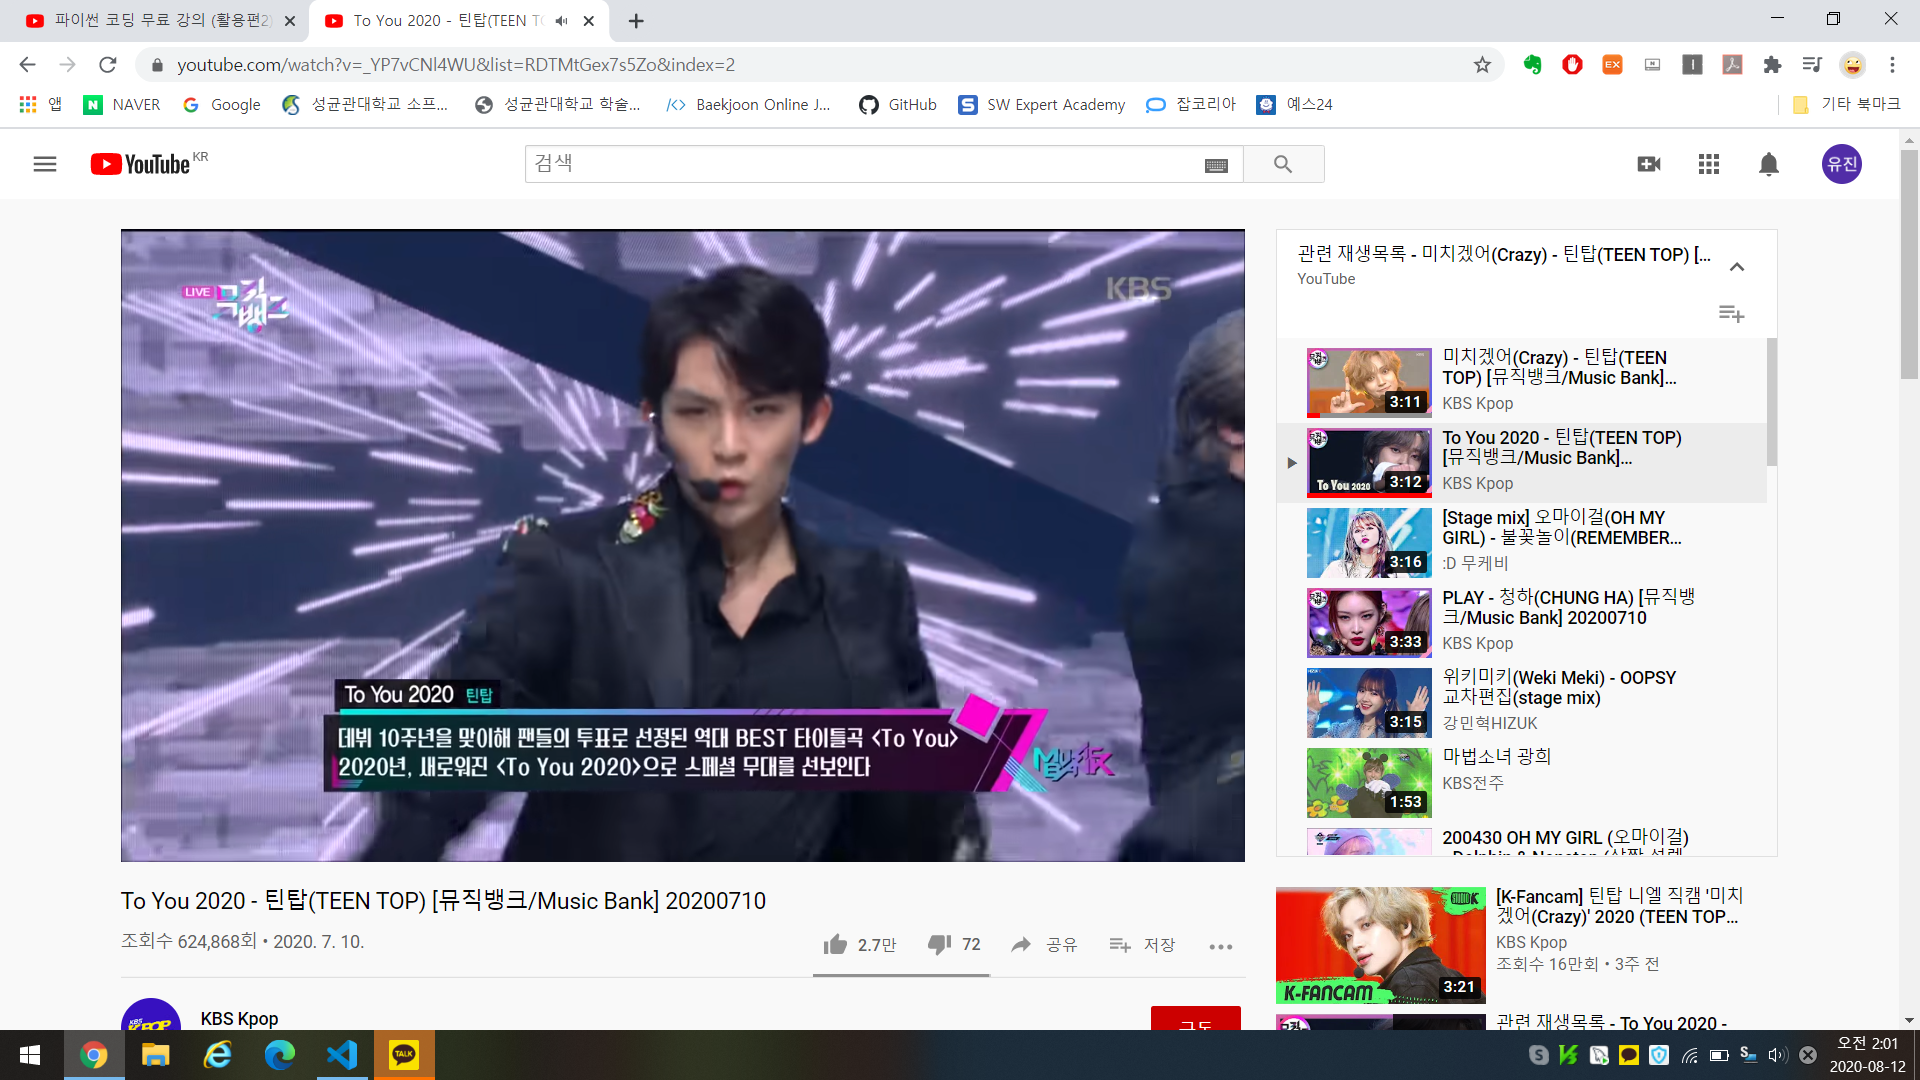 파이썬 코딩 무료 강의 (활용편2)
To You 2020 - 틴탑(TEEN TO
youtube.com/watch?v=_YP7vCNl4WU&list=RDTMtGex7s5Zo&index=2
앱
NAVER
Google
성균관대학교 소프...
성균관대학교 학술...
Baekjoon Online J...
GitHub
SW Expert Academy
잡코리아
예스24
기타 북마크
YouTube KR
검색
유진
LIVE
뮤직뱅크
KBS
To You 2020 틴탑
데뷔 10주년을 맞이해 팬들의 투표로 선정된 역대 BEST 타이틀곡 <To You>
2020년, 새로워진 <To You 2020>으로 스페셜 무대를 선보인다
To You 2020 - 틴탑(TEEN TOP) [뮤직뱅크/Music Bank] 20200710
조회수 624,868회 • 2020. 7. 10.
2.7만
72
공유
저장
KBS Kpop
구독
관련 재생목록 - 미치겠어(Crazy) - 틴탑(TEEN TOP) [...
YouTube
미치겠어(Crazy) - 틴탑(TEEN
TOP) [뮤직뱅크/Music Bank]...
KBS Kpop
3:11
To You 2020 - 틴탑(TEEN TOP)
[뮤직뱅크/Music Bank]...
KBS Kpop
To You 2020
3:12
[Stage mix] 오마이걸(OH MY
GIRL) - 불꽃놀이(REMEMBER...
:D 무케비
3:16
PLAY - 청하(CHUNG HA) [뮤직뱅
크/Music Bank] 20200710
KBS Kpop
3:33
위키미키(Weki Meki) - OOPSY
교차편집(stage mix)
강민혁HIZUK
3:15
마법소녀 광희
KBS전주
1:53
200430 OH MY GIRL (오마이걸)
[K-Fancam] 틴탑 니엘 직캠 '미치
겠어(Crazy)' 2020 (TEEN TOP...
KBS Kpop
조회수 16만회 • 3주 전
K-FANCAM
3:21
관련 재생목록 - To You 2020 -
TALK
오전 2:01
2020-08-12